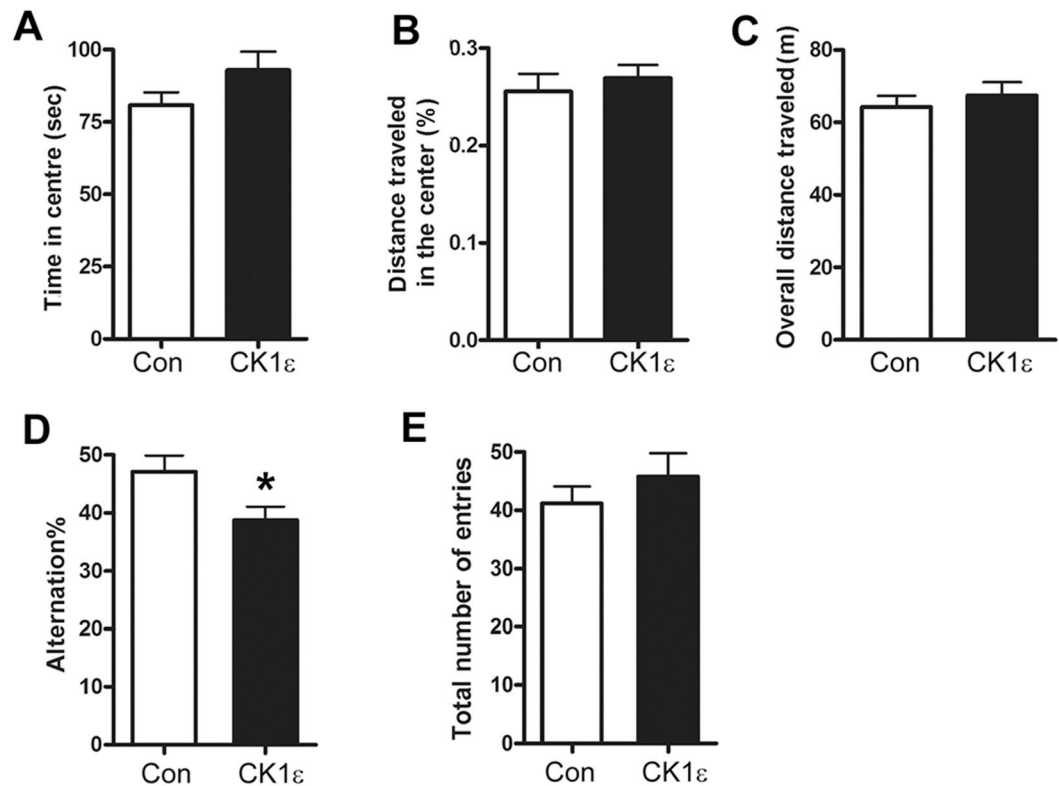 A
Time in centre (sec)
100
75
50
25
0
Con
CK1ε
B
Distance traveled
in the center (%)
0.3
0.2
0.1
0.0
Con
CK1ε
C
Overall distance traveled (m)
80
60
40
20
0
Con
CK1ε
D
Alternation%
50
40
30
20
10
0
*
Con
CK1ε
E
Total number of entries
50
40
30
20
10
0
Con
CK1ε